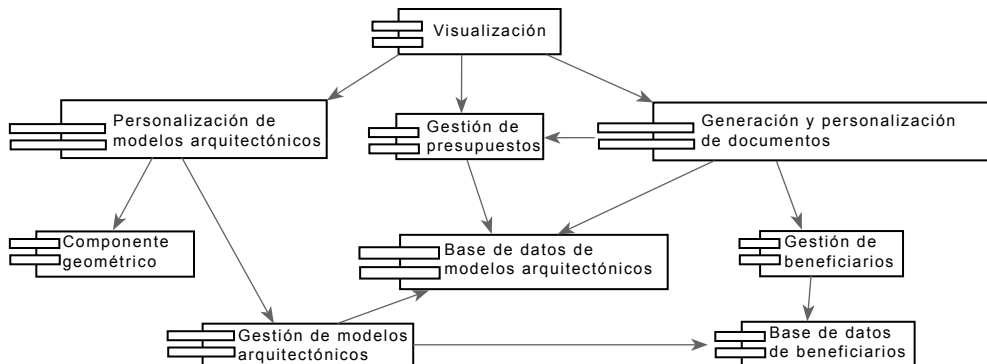 Visualización
Personalización de
modelos arquitectónicos
Gestión de
presupuestos
Generación y personalización
de documentos
Componente
geométrico
Base de datos de
modelos arquitectónicos
Gestión de
beneficiarios
Gestión de modelos
arquitectónicos
Base de datos
de beneficiarios